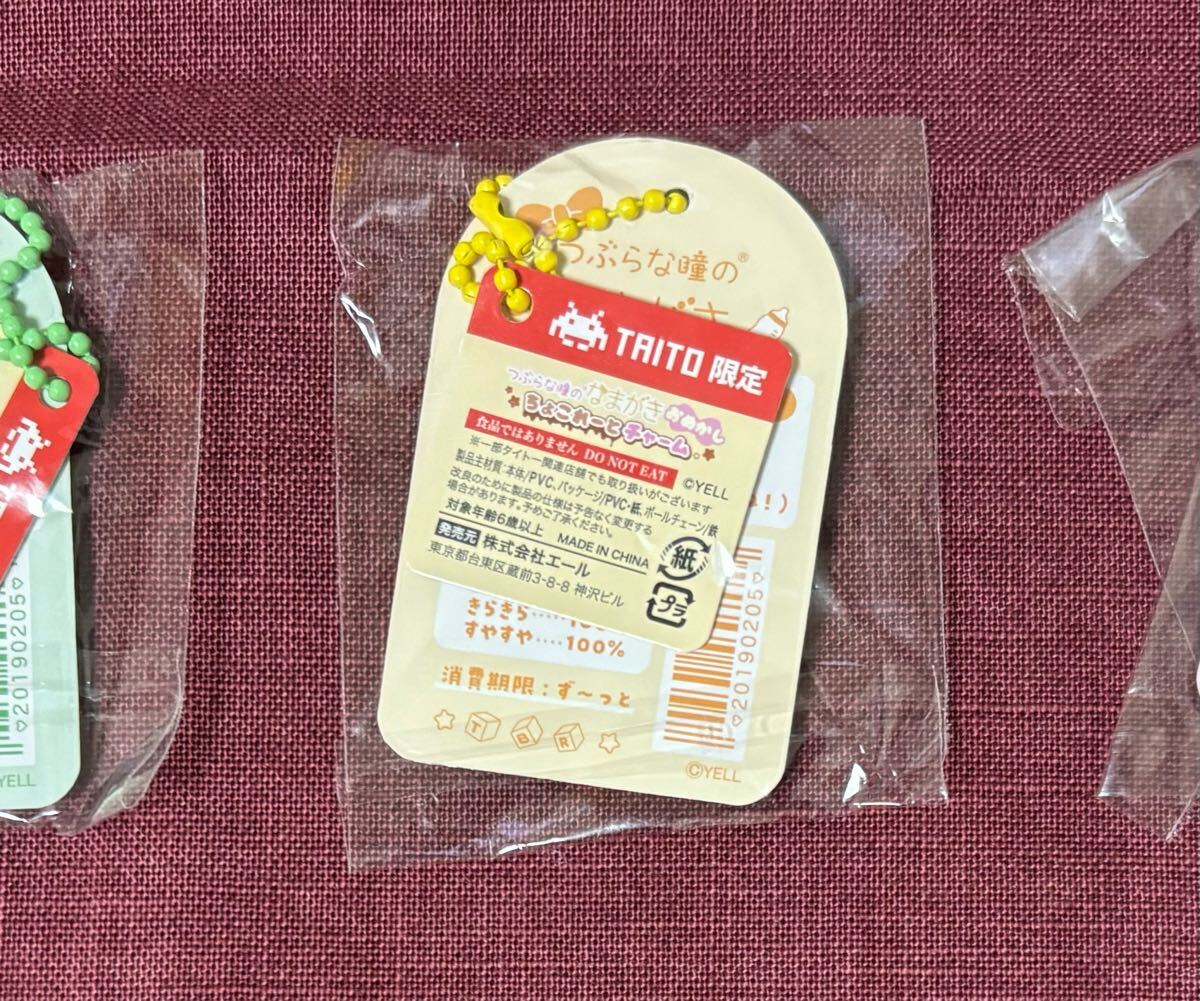 つぶらな瞳の®
TAITO 限定
つぶらな瞳の なまがき おめかし
ちょこれーとチャーム。
食品ではありません DO NOT EAT
©YELL
※一部タイトー関連店舗でも取り扱いがございます
製品主材質:本体/PVC、パッケージ/PVC・紙、ボールチェーン/鉄
改良のために製品の仕様は予告なく変更する
場合があります。予めご了承ください。
対象年齢6歳以上 MADE IN CHINA
発売元 株式会社エール
東京都台東区蔵前3-8-8 神沢ビル
紙
プラ
!)
きらきら
すやすや‥‥100%
消費期限:ず〜っと
TBR
♡20190205♡
©YELL
20190205♡
YELL